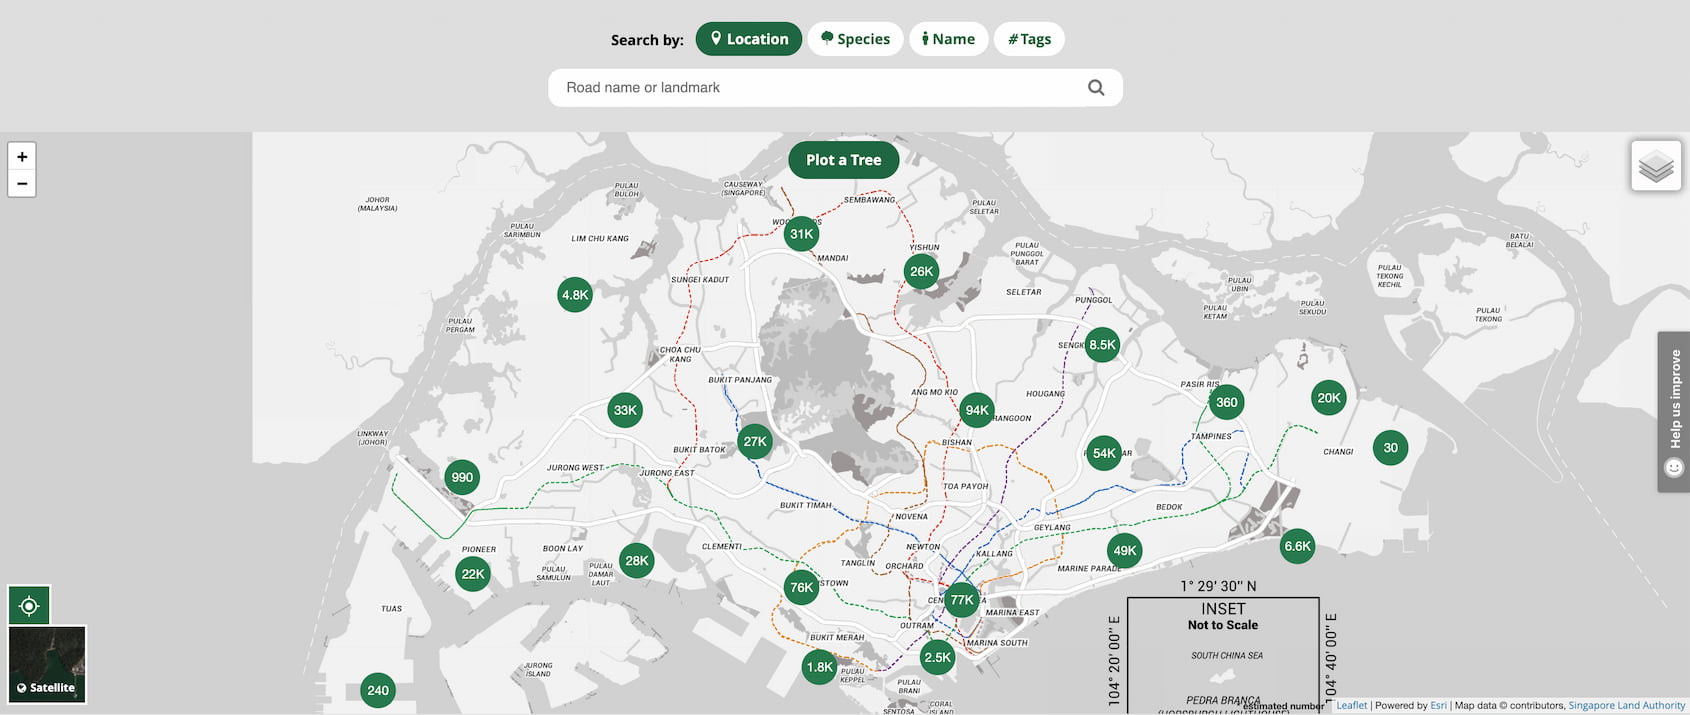 Search by:
Location
Species
Name
# Tags
Road name or landmark
+
−
Plot a Tree
Help us improve
Satellite
JOHOR
(MALAYSIA)
PULAU
BULOH
CAUSEWAY
(SINGAPORE)
SEMBAWANG
PULAU
SELETAR
PULAU
SARIMBUN
LIM CHU KANG
31K
MANDAI
YISHUN
26K
PULAU
PUNGGOL
BARAT
BATU
BELALAI
SUNGEI KADUT
4.8K
SELETAR
PUNGGOL
PULAU
UBIN
PULAU
TEKONG
KECHIL
PULAU
KETAM
PULAU
SEKUDU
PULAU
TEKONG
PULAU
PERGAM
CHOA CHU
KANG
8.5K
BUKIT PANJANG
ANG MO KIO
HOUGANG
PASIR RIS
360
20K
33K
94K
LINKWAY
(JOHOR)
27K
BISHAN
54K
TAMPINES
CHANGI
30
BUKIT BATOK
JURONG WEST
JURONG EAST
990
TOA PAYOH
BUKIT TIMAH
NOVENA
BEDOK
GEYLANG
PIONEER
BOON LAY
CLEMENTI
NEWTON
KALLANG
49K
6.6K
22K
PULAU
SAMULUN
PULAU
DAMAR
LAUT
28K
TANGLIN
ORCHARD
MARINE PARADE
76K
77K
TUAS
MARINA EAST
OUTRAM
BUKIT MERAH
MARINA SOUTH
1.8K
2.5K
JURONG
ISLAND
PULAU
KEPPEL
PULAU
BRANI
240
SENTOSA
CORAL
ISLAND
1° 29' 30'' N
INSET
Not to Scale
104° 20' 00'' E
104° 40' 00'' E
SOUTH CHINA SEA
PEDRA BRANCA
(HORSBURGH LIGHTHOUSE)
estimated number
Leaflet | Powered by Esri | Map data © contributors, Singapore Land Authority